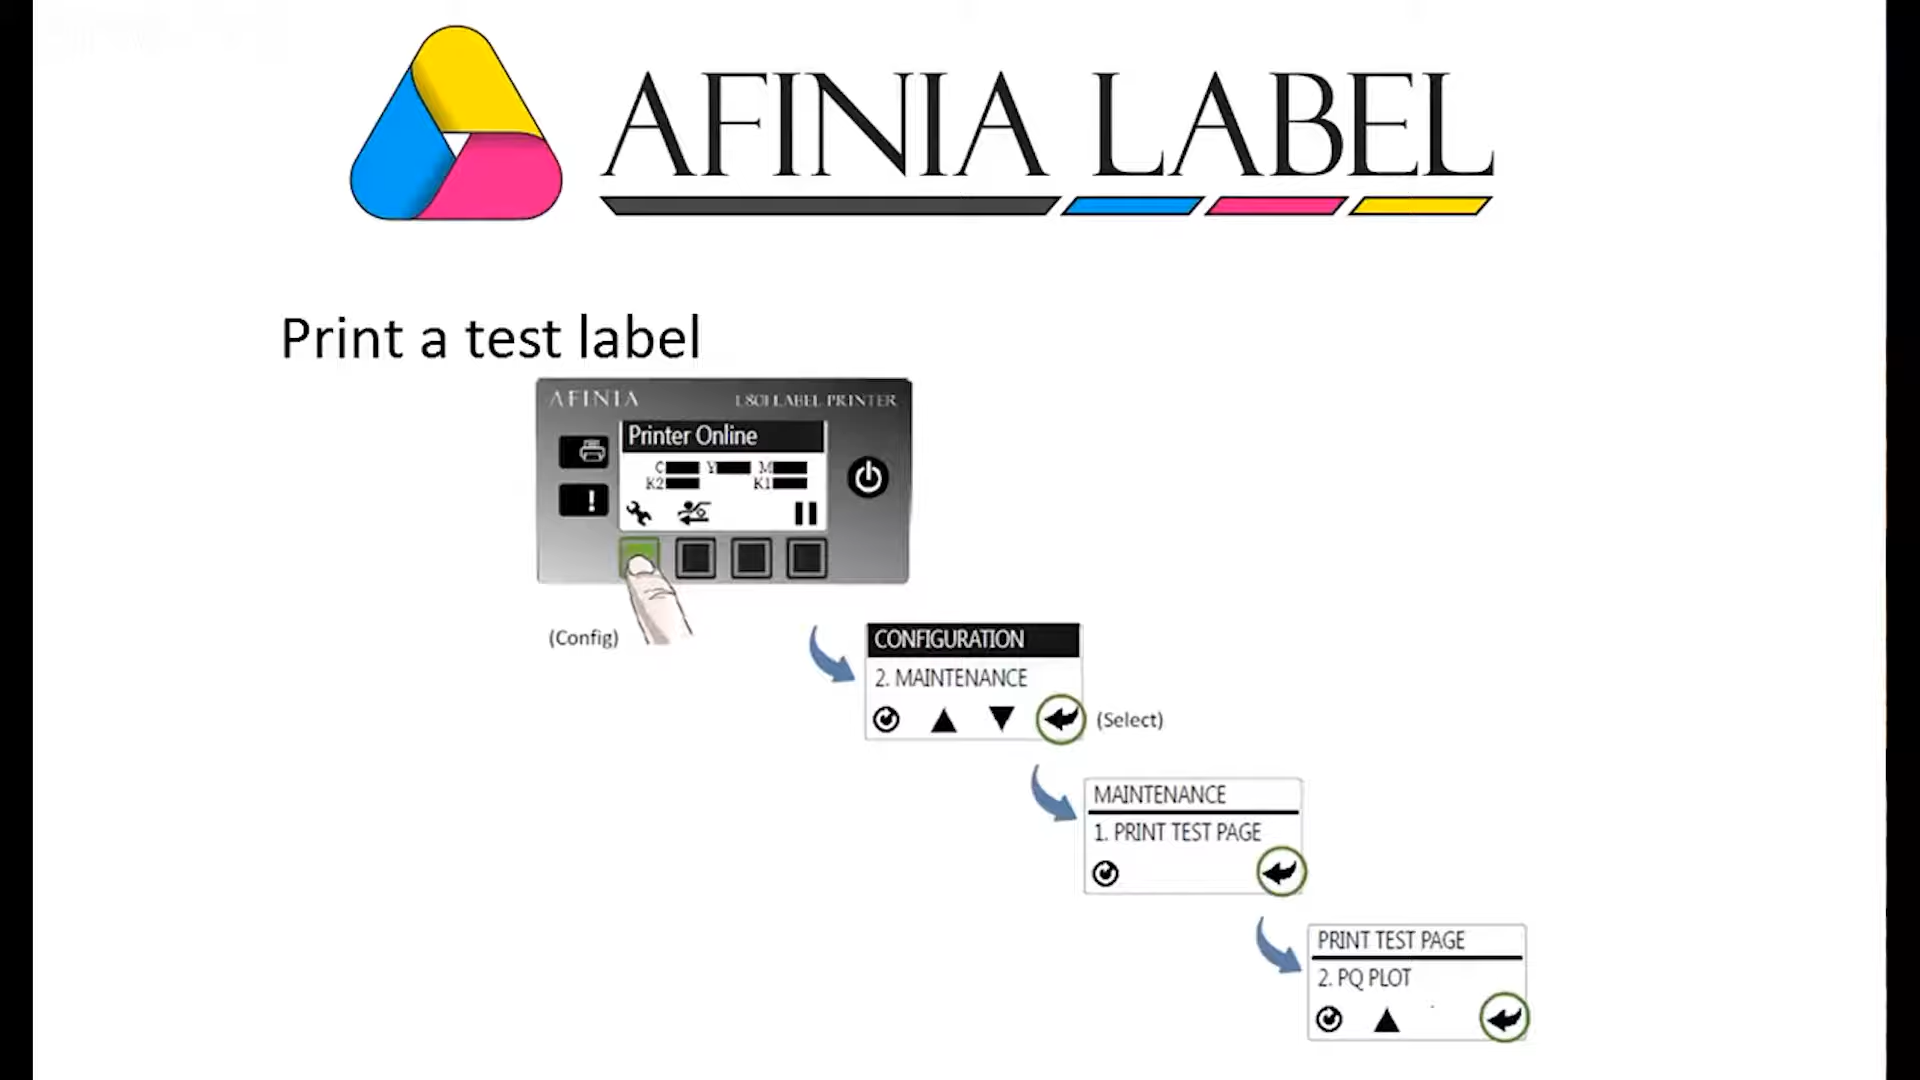 AFINIA LABEL
Print a test label
AFINIA L801 LABEL PRINTER
Printer Online
C Y M
K2 K1
!
(Config)
CONFIGURATION
2. MAINTENANCE
(Select)
MAINTENANCE
1. PRINT TEST PAGE
PRINT TEST PAGE
2. PQ PLOT